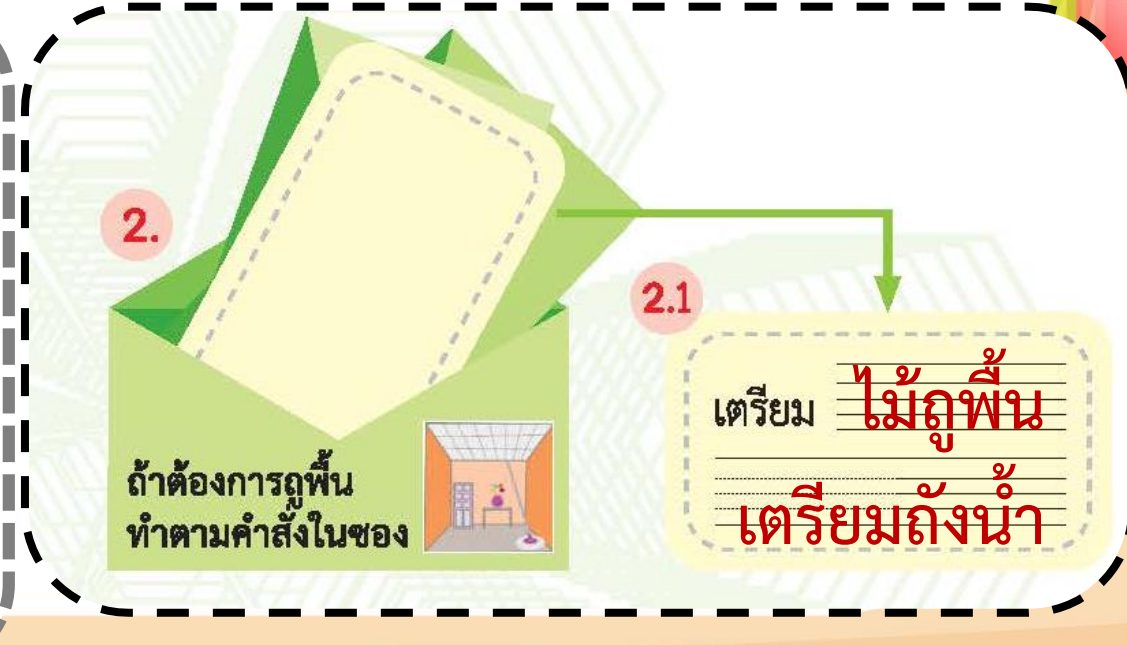 2.
ถ้าต้องการถูพื้น
ทำตามคำสั่งในซอง
2.1
เตรียม ไม้ถูพื้น
เตรียมถังน้ำ